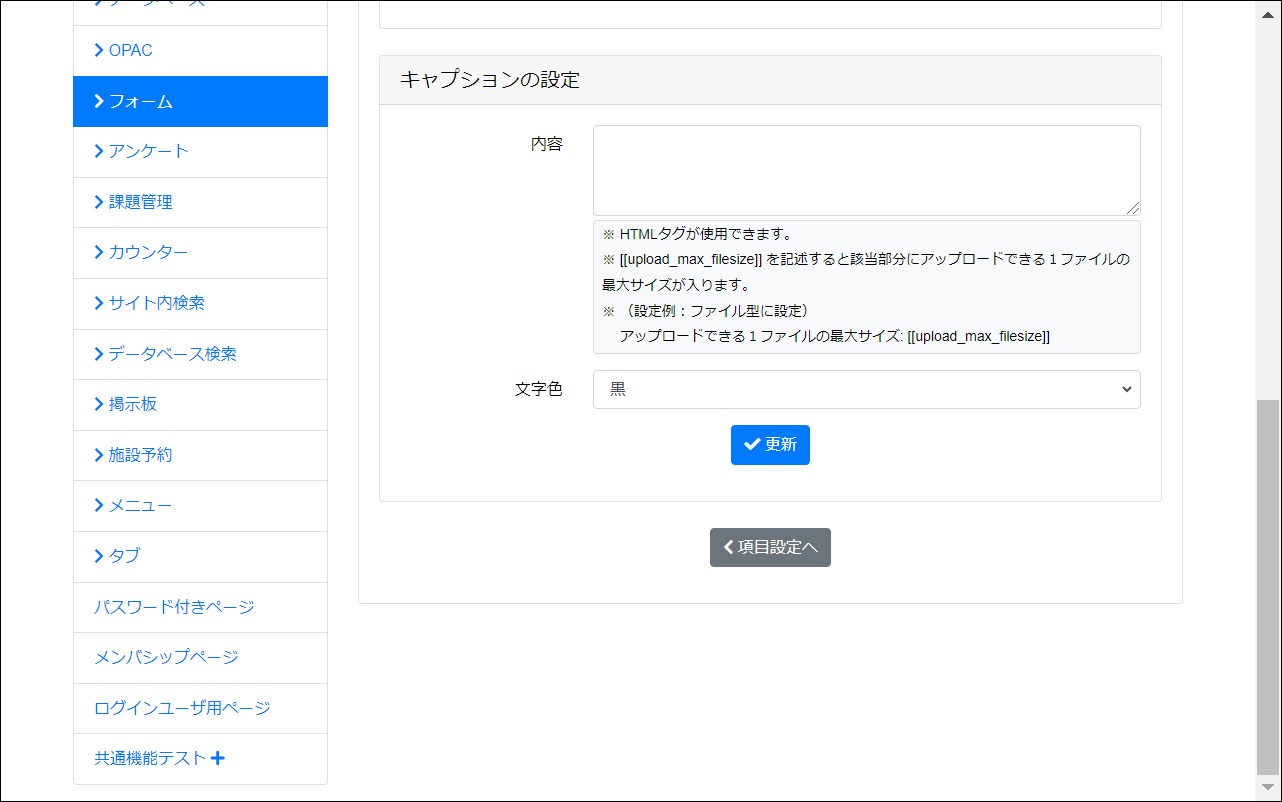 データベース
OPAC
フォーム
アンケート
課題管理
カウンター
サイト内検索
データベース検索
掲示板
施設予約
メニュー
タブ
パスワード付きページ
メンバシップページ
ログインユーザ用ページ
共通機能テスト
キャプションの設定
内容
※ HTMLタグが使用できます。
※ [[upload_max_filesize]] を記述すると該当部分にアップロードできる１ファイルの
最大サイズが入ります。
※ （設定例：ファイル型に設定）
アップロードできる１ファイルの最大サイズ: [[upload_max_filesize]]
文字色
黒
更新
項目設定へ